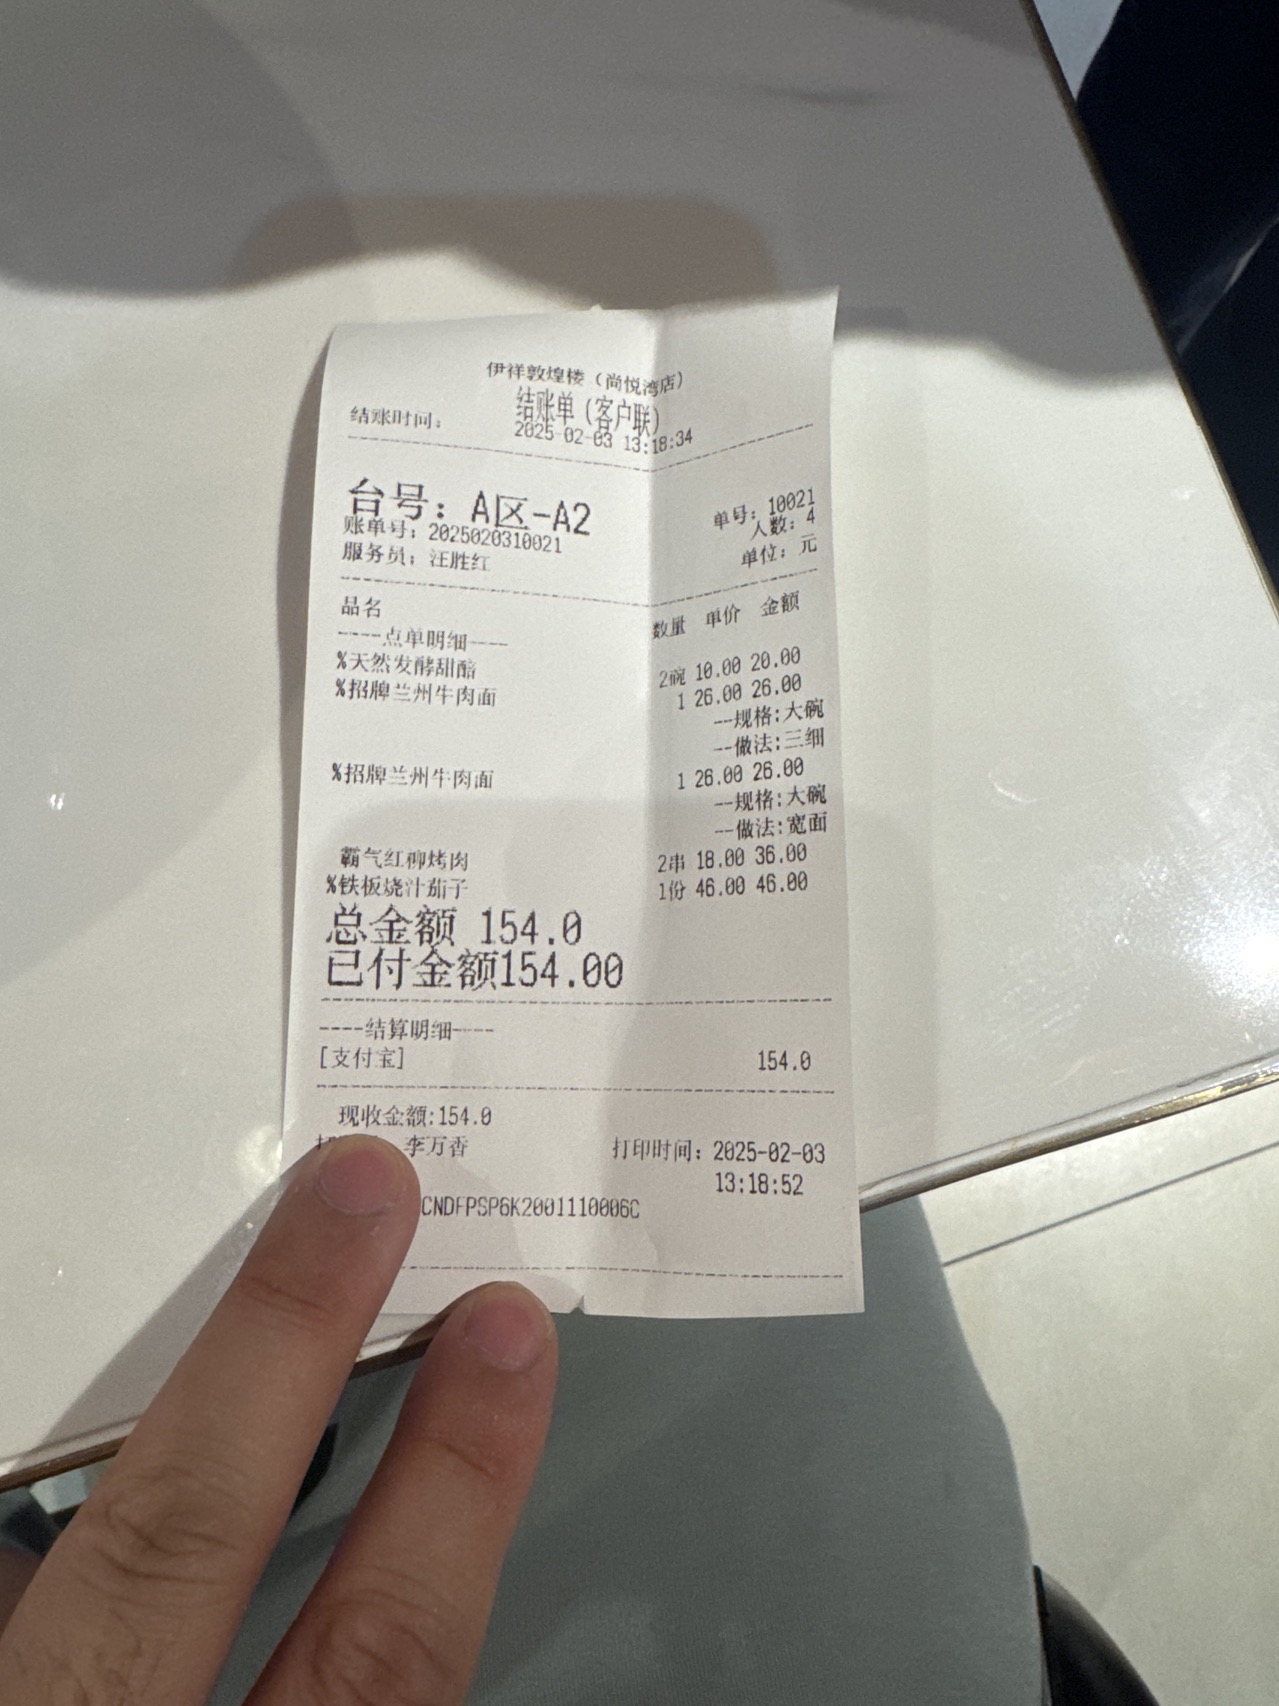 伊祥敦煌楼（尚悦湾店）
结账单（客户联）
结账时间： 2025-02-03 13:18:34
台号：A区-A2 单号：10021
账单号：2025020310021 人数：4
服务员：汪胜红 单位：元
品名 数量 单价 金额
----点单明细----
%天然发酵甜醅 2碗 10.00 20.00
%招牌兰州牛肉面 1 26.00 26.00
--规格:大碗
--做法:三细
%招牌兰州牛肉面 1 26.00 26.00
--规格:大碗
--做法:宽面
霸气红柳烤肉 2串 18.00 36.00
%铁板烧汁茄子 1份 46.00 46.00
总金额 154.0
已付金额154.00
----结算明细----
[支付宝] 154.0
现收金额:154.0
李万香 打印时间：2025-02-03
13:18:52
CNDFPSP6K2001110006C